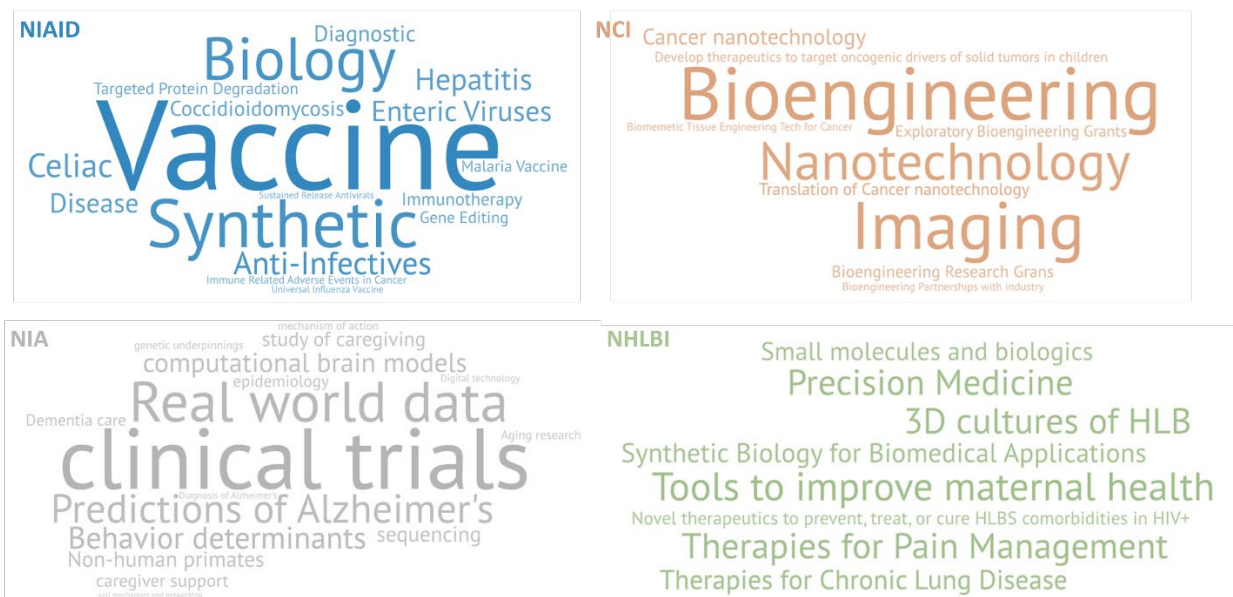 NIAID
Diagnostic
Biology
Hepatitis
Targeted Protein Degradation
Coccidioidomycosis
Enteric Viruses
Vaccine
Celiac
Malaria Vaccine
Disease
Sustained Release Antivirals
Immunotherapy
Synthetic
Gene Editing
Anti-Infectives
Immune Related Adverse Events in Cancer
Universal Influenza Vaccine
NCI
Cancer nanotechnology
Develop therapeutics to target oncogenic drivers of solid tumors in children
Bioengineering
Biomemetic Tissue Engineering Tech for Cancer
Exploratory Bioengineering Grants
Nanotechnology
Translation of Cancer nanotechnology
Imaging
Bioengineering Research Grans
Bioengineering Partnerships with industry
NIA
mechanism of action
study of caregiving
genetic underpinnings
computational brain models
epidemiology
Digital technology
Real world data
Dementia care
Aging research
clinical trials
Diagnosis of Alzheimer's
Predictions of Alzheimer's
Behavior determinants
sequencing
Non-human primates
caregiver support
cell mechanism and networking
NHLBI
Small molecules and biologics
Precision Medicine
3D cultures of HLB
Synthetic Biology for Biomedical Applications
Tools to improve maternal health
Novel therapeutics to prevent, treat, or cure HLBS comorbidities in HIV+
Therapies for Pain Management
Therapies for Chronic Lung Disease